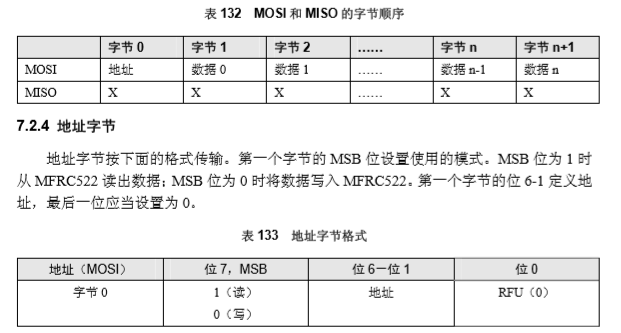 表 132 MOSI 和 MISO 的字节顺序
字节 0 字节 1 字节 2 …… 字节 n 字节 n+1
MOSI 地址 数据 0 数据 1 …… 数据 n-1 数据 n
MISO X X X …… X X
7.2.4 地址字节
地址字节按下面的格式传输。第一个字节的 MSB 位设置使用的模式。MSB 位为 1 时
从 MFRC522 读出数据；MSB 位为 0 时将数据写入 MFRC522。第一个字节的位 6-1 定义地
址，最后一位应当设置为 0。
表 133 地址字节格式
地址（MOSI） 位 7，MSB 位 6－位 1 位 0
字节 0 1（读） 地址 RFU（0）
0（写）